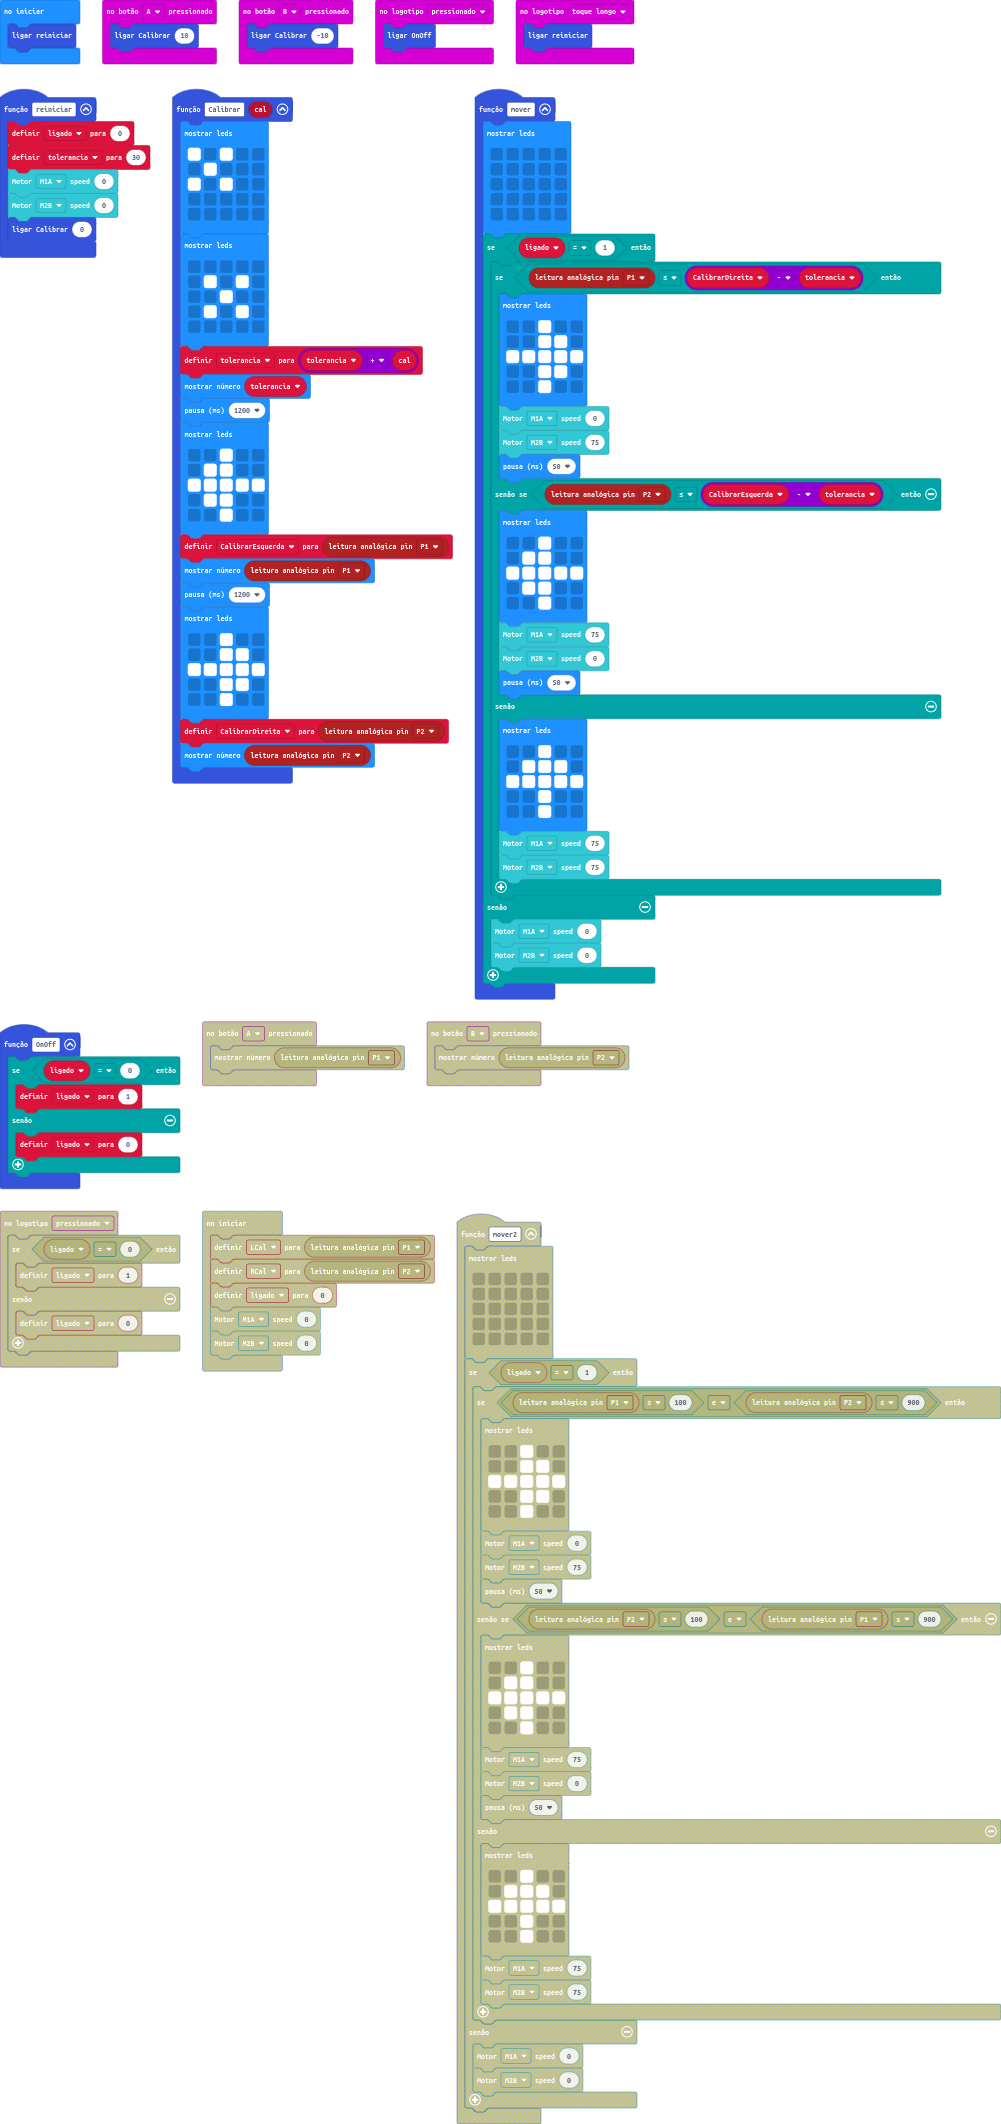 no iniciar
ligar reiniciar
no botão A pressionado
ligar Calibrar 10
no botão B pressionado
ligar Calibrar -10
no logotipo pressionado
ligar OnOff
no logotipo toque longo
ligar reiniciar
função reiniciar
definir ligado para 0
definir tolerancia para 30
Motor M1A speed 0
Motor M2B speed 0
ligar Calibrar 0
função Calibrar cal
mostrar leds
mostrar leds
definir tolerancia para tolerancia + cal
mostrar número tolerancia
pausa (ms) 1200
mostrar leds
definir CalibrarEsquerda para leitura analógica pin P1
mostrar número leitura analógica pin P1
pausa (ms) 1200
mostrar leds
definir CalibrarDireita para leitura analógica pin P2
mostrar número leitura analógica pin P2
função mover
mostrar leds
se ligado = 1 então
se leitura analógica pin P1 ≤ CalibrarDireita - tolerancia então
mostrar leds
Motor M1A speed 0
Motor M2B speed 75
pausa (ms) 50
senão se leitura analógica pin P2 ≤ CalibrarEsquerda - tolerancia então
mostrar leds
Motor M1A speed 75
Motor M2B speed 0
pausa (ms) 50
senão
mostrar leds
Motor M1A speed 75
Motor M2B speed 75
senão
Motor M1A speed 0
Motor M2B speed 0
função OnOff
se ligado = 0 então
definir ligado para 1
senão
definir ligado para 0
no botão A pressionado
mostrar número leitura analógica pin P1
no botão B pressionado
mostrar número leitura analógica pin P2
no logotipo pressionado
se ligado = 0 então
definir ligado para 1
senão
definir ligado para 0
no iniciar
definir LCal para leitura analógica pin P1
definir RCal para leitura analógica pin P2
definir ligado para 0
Motor M1A speed 0
Motor M2B speed 0
função mover2
mostrar leds
se ligado = 1 então
se leitura analógica pin P1 ≥ 100 e leitura analógica pin P2 ≤ 900 então
mostrar leds
Motor M1A speed 0
Motor M2B speed 75
pausa (ms) 50
senão se leitura analógica pin P2 ≥ 100 e leitura analógica pin P1 ≤ 900 então
mostrar leds
Motor M1A speed 75
Motor M2B speed 0
pausa (ms) 50
senão
mostrar leds
Motor M1A speed 75
Motor M2B speed 75
senão
Motor M1A speed 0
Motor M2B speed 0